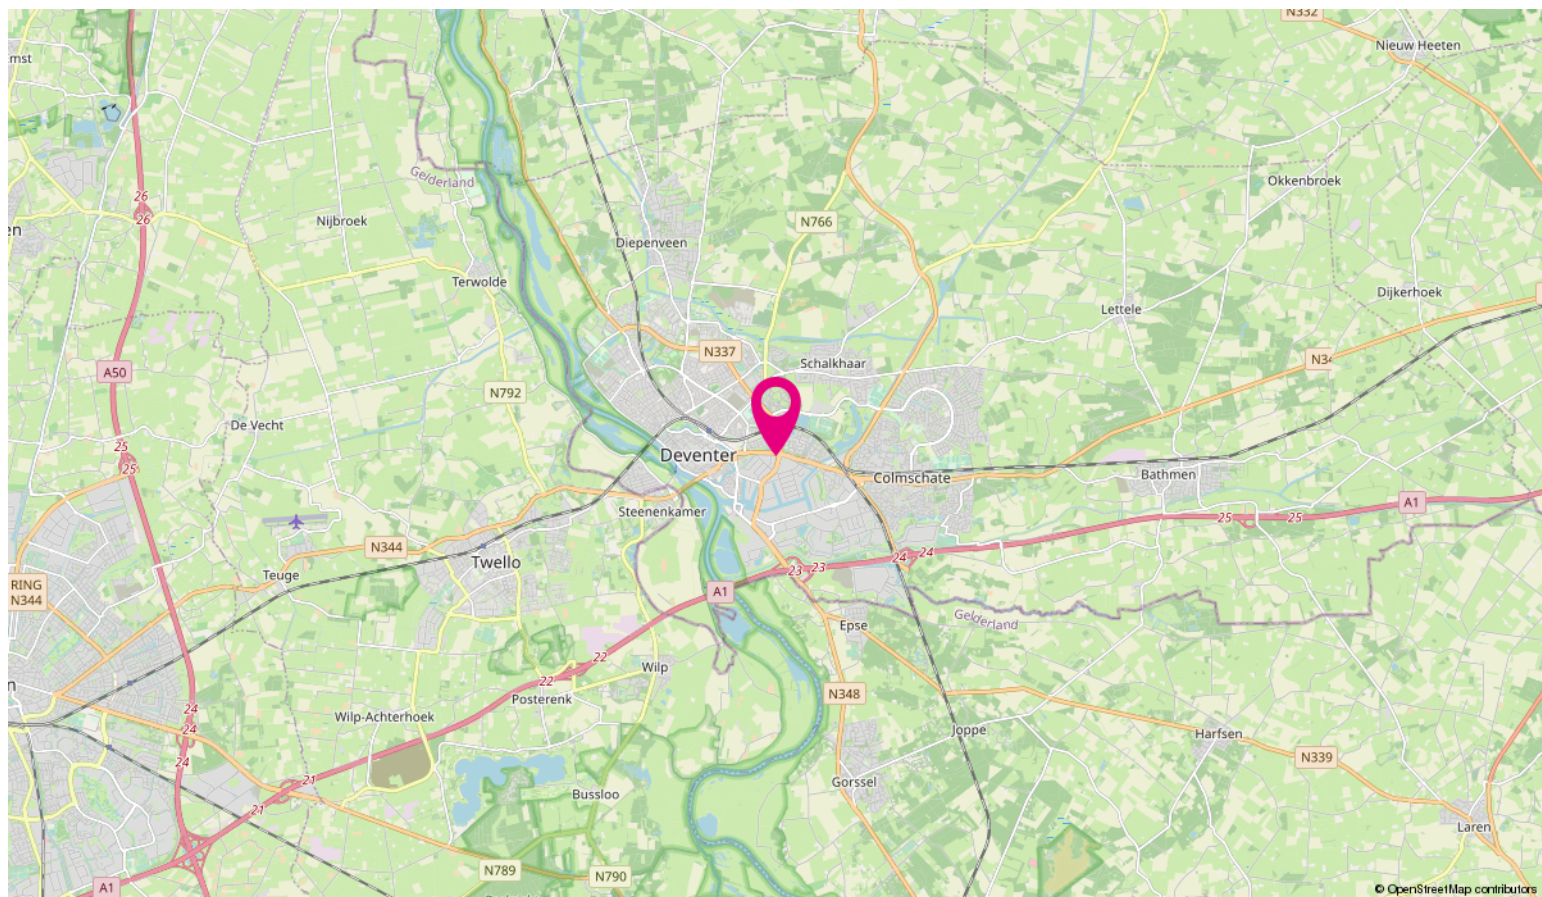 N332
Nieuw Heeten
mst
Gelderland
Okkenbroek
26
26
Nijbroek
N766
en
Diepenveen
Terwolde
Dijkerhoek
Lettele
N337
N34
Schalkhaar
A50
N792
De Vecht
25
25
Deventer
Colmschate
Bathmen
A1
Steenenkamer
25
25
N344
Twello
24
24
23
23
Teuge
RING
N344
A1
Gelderland
Epse
22
22
Wilp
n
Posterenk
N348
24
24
24
Wilp-Achterhoek
Joppe
Harfsen
N339
21
21
Gorssel
Bussloo
Laren
N789
N790
A1
© OpenStreetMap contributors